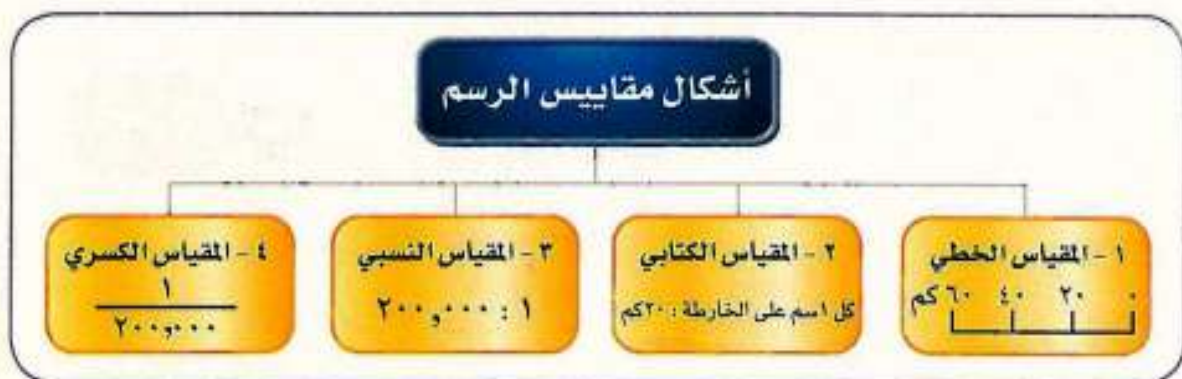 أشكال مقاييس الرسم
١ - المقياس الخطي
٠ ٢٠ ٤٠ ٦٠ كم
٢ - المقياس الكتابي
كل ١سم على الخارطة : ٢٠كم
٣ - المقياس النسبي
١ : ٢٠٠,٠٠٠
٤ - المقياس الكسري
١
٢٠٠,٠٠٠